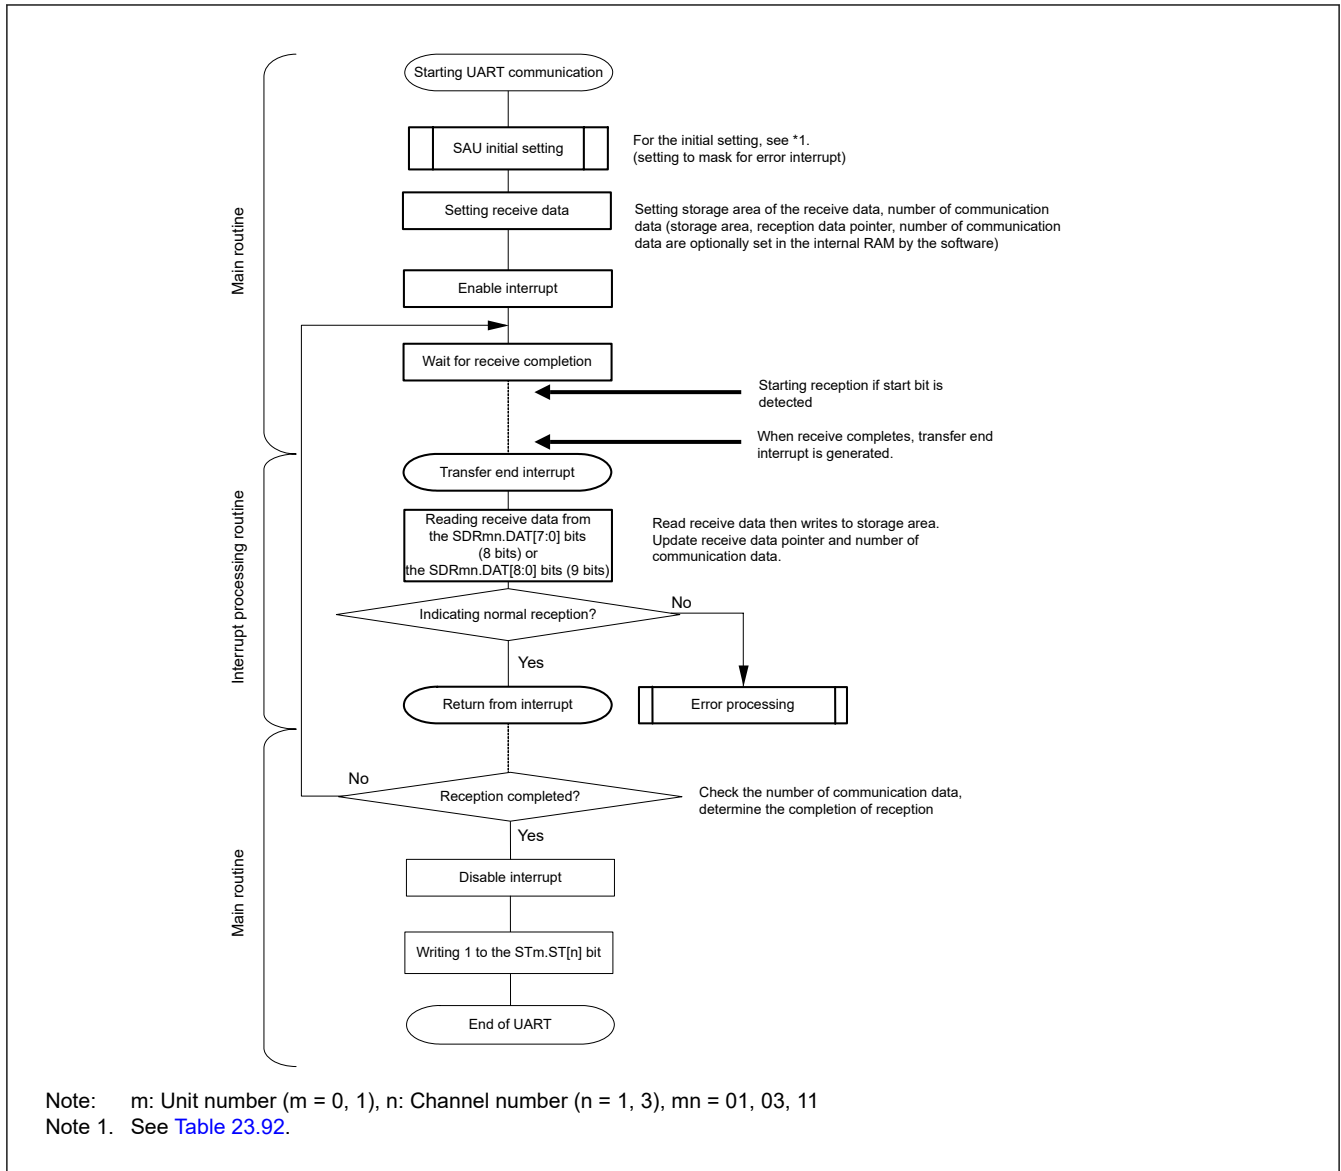 Starting UART communication
SAU initial setting
For the initial setting, see *1.
(setting to mask for error interrupt)
Setting receive data
Setting storage area of the receive data, number of communication
data (storage area, reception data pointer, number of communication
data are optionally set in the internal RAM by the software)
Main routine
Enable interrupt
Wait for receive completion
Starting reception if start bit is
detected
When receive completes, transfer end
interrupt is generated.
Transfer end interrupt
Reading receive data from
the SDRmn.DAT[7:0] bits
(8 bits) or
the SDRmn.DAT[8:0] bits (9 bits)
Read receive data then writes to storage area.
Update receive data pointer and number of
communication data.
Interrupt processing routine
Indicating normal reception?
No
Yes
Return from interrupt
Error processing
No
Reception completed?
Check the number of communication data,
determine the completion of reception
Yes
Main routine
Disable interrupt
Writing 1 to the STm.ST[n] bit
End of UART
Note: m: Unit number (m = 0, 1), n: Channel number (n = 1, 3), mn = 01, 03, 11
Note 1. See Table 23.92.